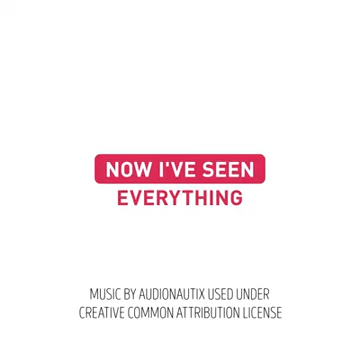 NOW I'VE SEEN
EVERYTHING
MUSIC BY AUDIONAUTIX USED UNDER
CREATIVE COMMON ATTRIBUTION LICENSE